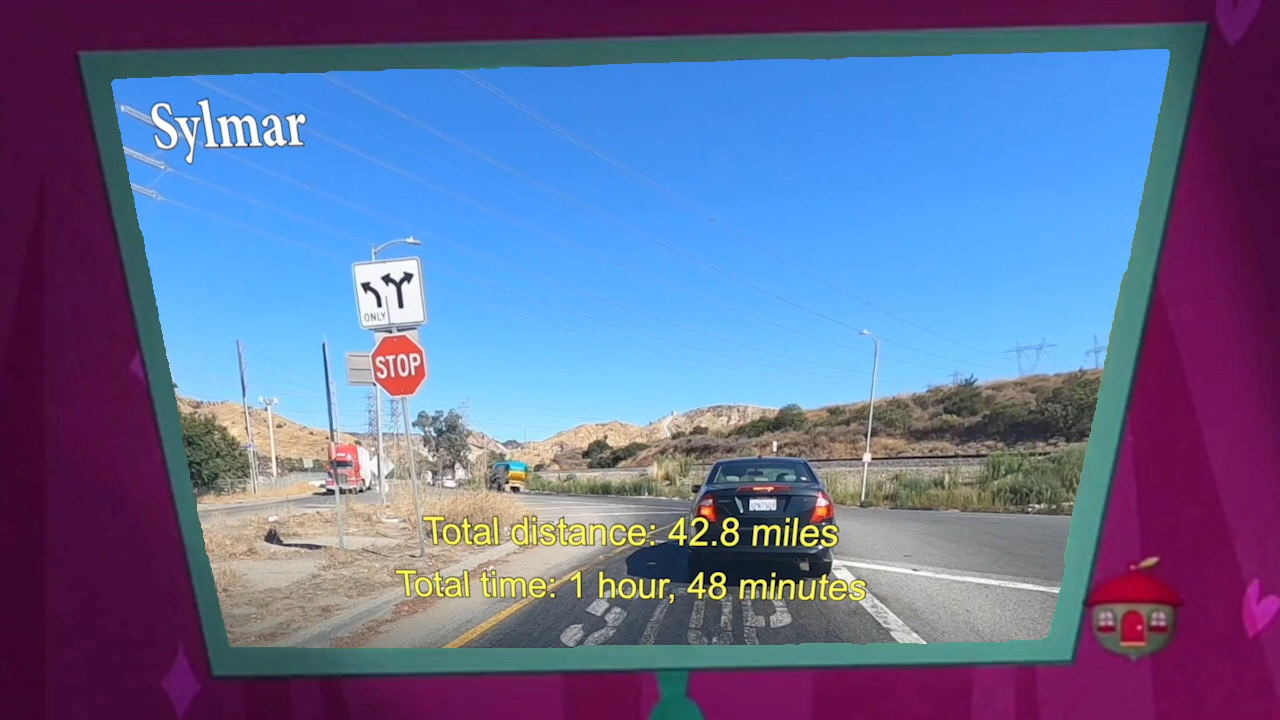 Sylmar
ONLY
STOP
Total distance: 42.8 miles
Total time: 1 hour, 48 minutes